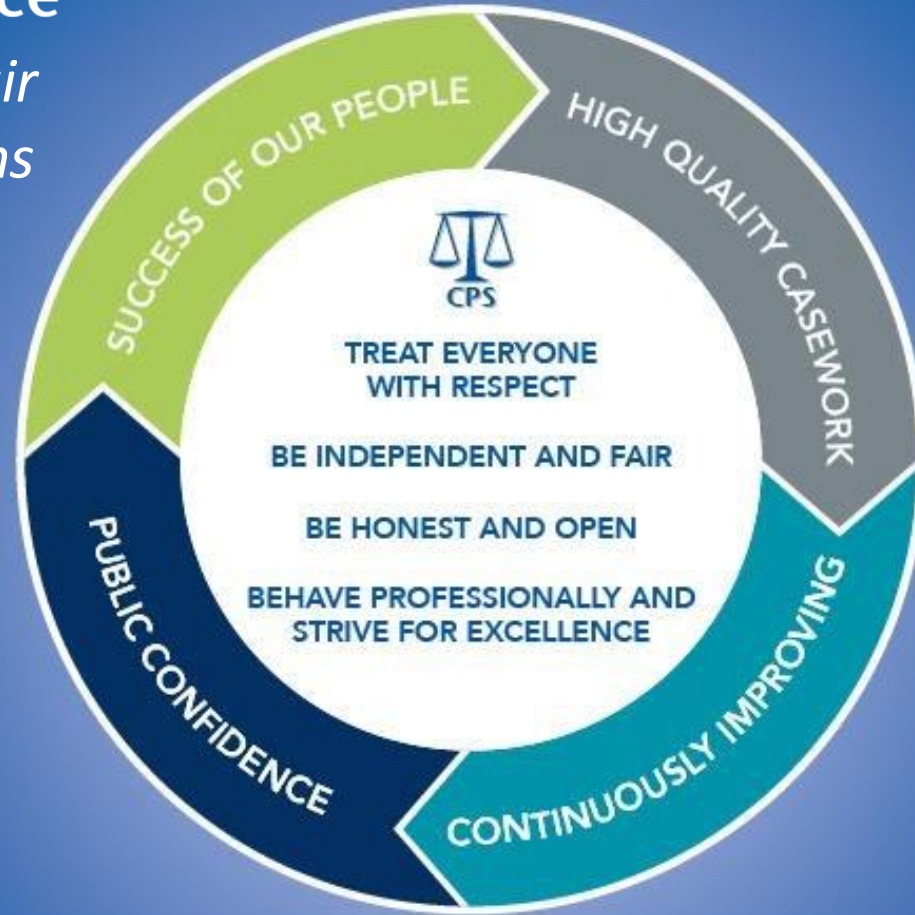 SUCCESS OF OUR PEOPLE
HIGH QUALITY CASEWORK
CPS
TREAT EVERYONE
WITH RESPECT
BE INDEPENDENT AND FAIR
BE HONEST AND OPEN
BEHAVE PROFESSIONALLY AND
STRIVE FOR EXCELLENCE
CONTINUOUSLY IMPROVING
PUBLIC CONFIDENCE